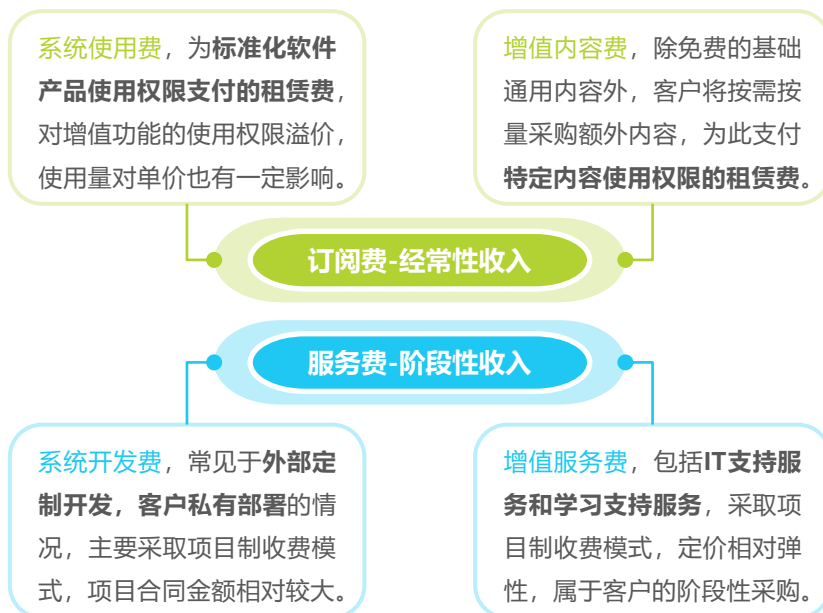 系统使用费，为标准化软件
产品使用权限支付的租赁费，
对增值功能的使用权限溢价，
使用量对单价也有一定影响。
增值内容费，除免费的基础
通用内容外，客户将按需按
量采购额外内容，为此支付
特定内容使用权限的租赁费。
订阅费-经常性收入
服务费-阶段性收入
系统开发费，常见于外部定
制开发，客户私有部署的情
况，主要采取项目制收费模
式，项目合同金额相对较大。
增值服务费，包括IT支持服
务和学习支持服务，采取项
目制收费模式，定价相对弹
性，属于客户的阶段性采购。